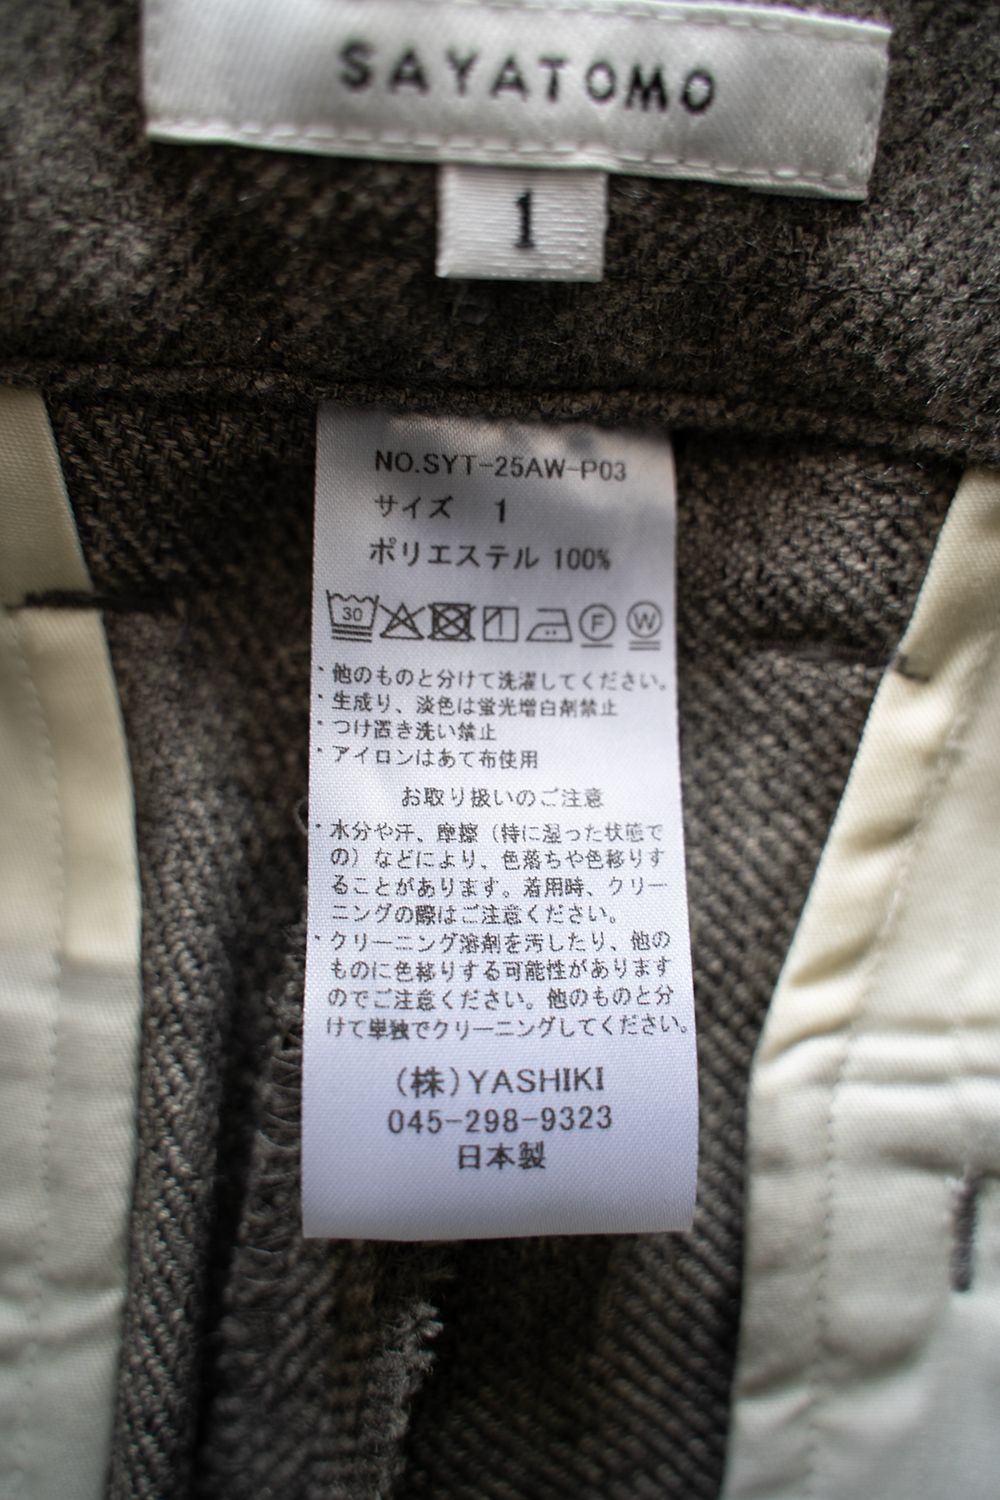 SAYATOMO
1
NO.SYT-25AW-P03
サイズ 1
ポリエステル 100%
30 F W
・他のものと分けて洗濯してください。
・生成り、淡色は蛍光増白剤禁止
・つけ置き洗い禁止
・アイロンはあて布使用
お取り扱いのご注意
・水分や汗、摩擦（特に湿った状態で
の）などにより、色落ちや色移りす
ることがあります。着用時、クリー
ニングの際はご注意ください。
・クリーニング溶剤を汚したり、他の
ものに色移りする可能性があります
のでご注意ください。他のものと分
けて単独でクリーニングしてください。
(株)YASHIKI
045-298-9323
日本製